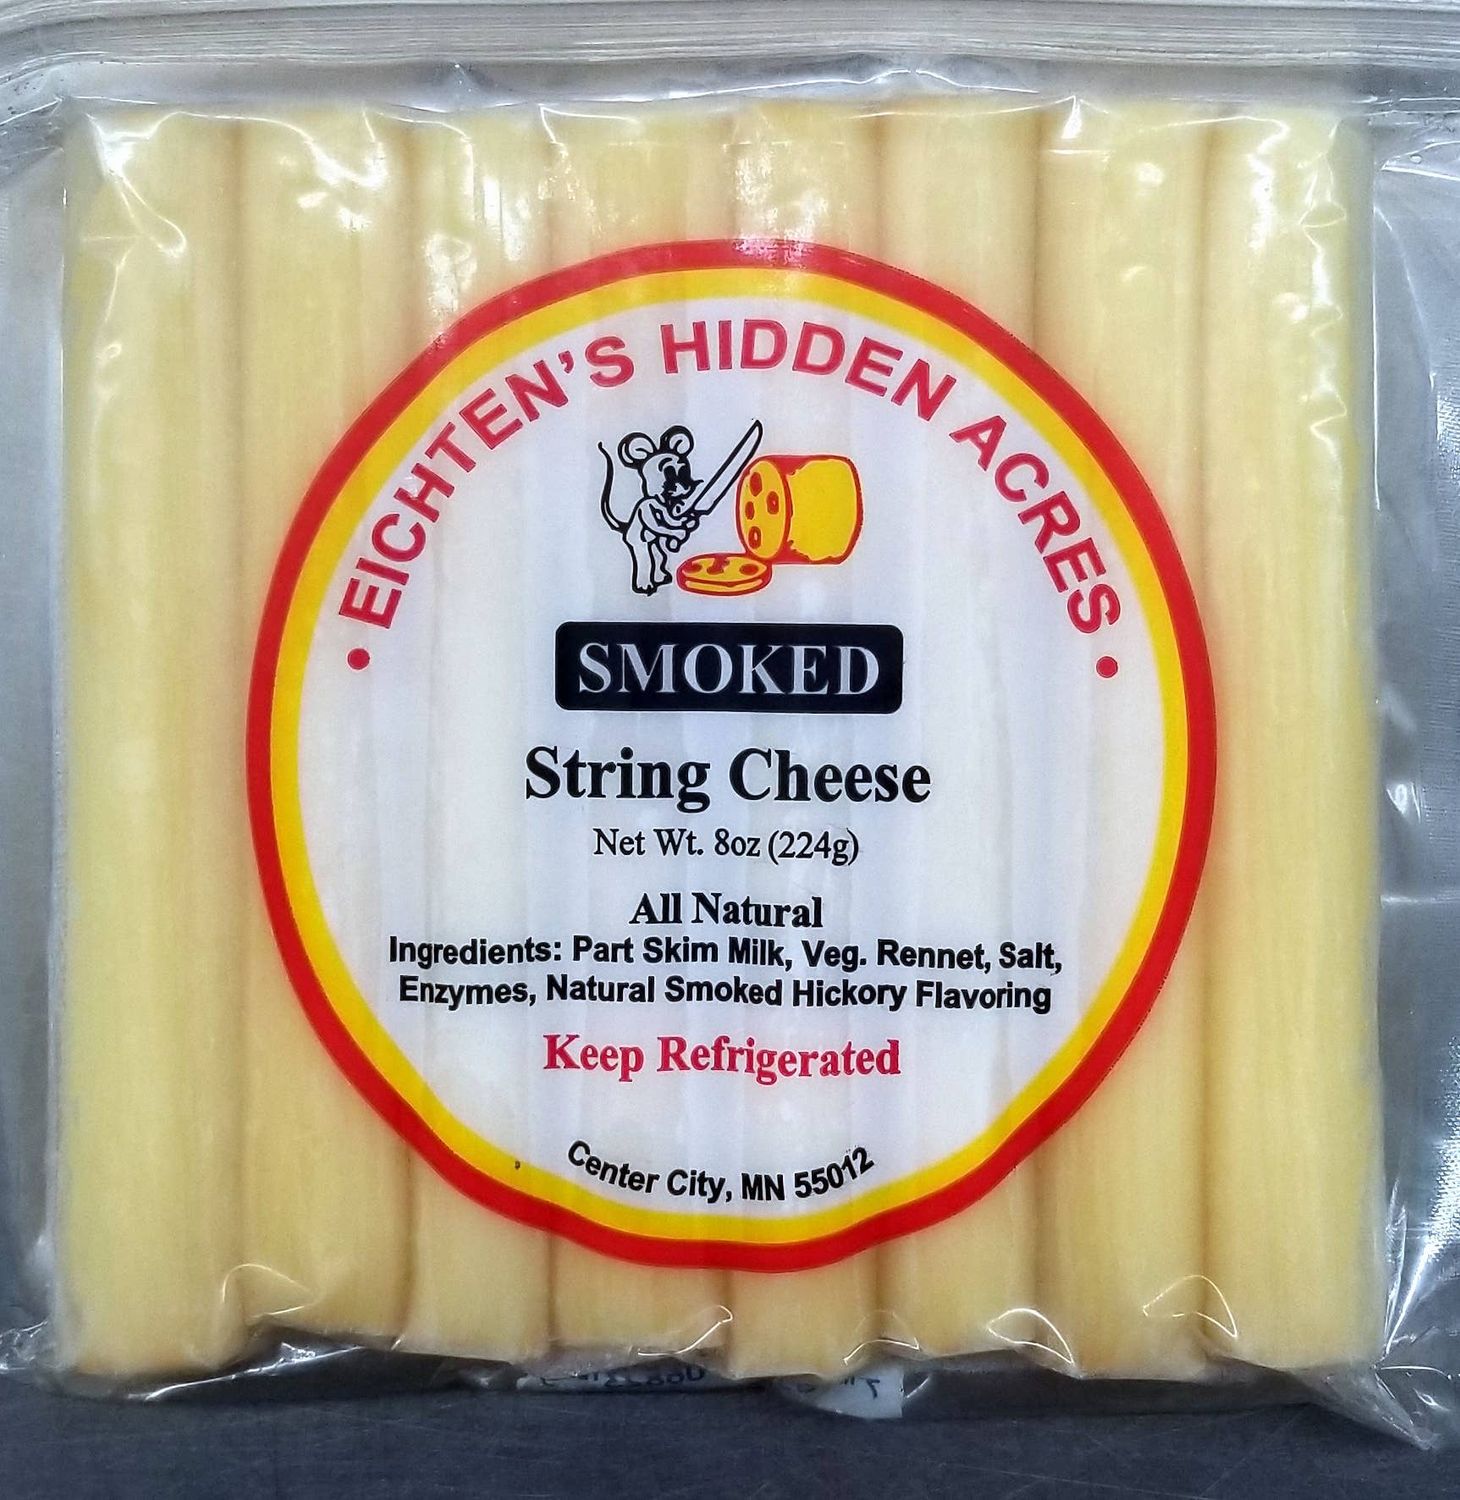 • EICHTEN'S HIDDEN ACRES •
SMOKED
String Cheese
Net Wt. 8oz (224g)
All Natural
Ingredients: Part Skim Milk, Veg. Rennet, Salt,
Enzymes, Natural Smoked Hickory Flavoring
Keep Refrigerated
Center City, MN 55012